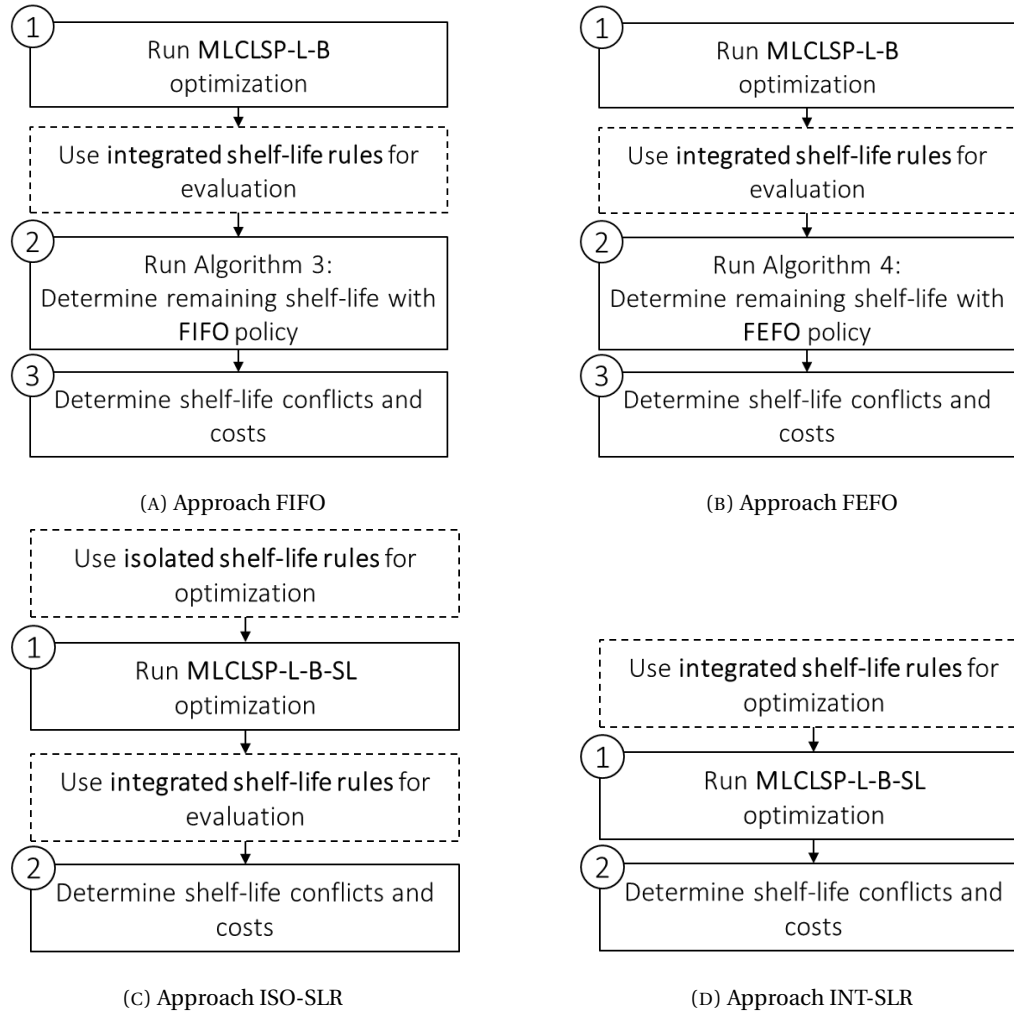 1
Run MLCLSP-L-B
optimization
Use integrated shelf-life rules for
evaluation
2
Run Algorithm 3:
Determine remaining shelf-life with
FIFO policy
3
Determine shelf-life conflicts and
costs
(A) Approach FIFO
1
Run MLCLSP-L-B
optimization
Use integrated shelf-life rules for
evaluation
2
Run Algorithm 4:
Determine remaining shelf-life with
FEFO policy
3
Determine shelf-life conflicts and
costs
(B) Approach FEFO
Use isolated shelf-life rules for
optimization
1
Run MLCLSP-L-B-SL
optimization
Use integrated shelf-life rules for
evaluation
2
Determine shelf-life conflicts and
costs
(C) Approach ISO-SLR
Use integrated shelf-life rules for
optimization
1
Run MLCLSP-L-B-SL
optimization
2
Determine shelf-life conflicts and
costs
(D) Approach INT-SLR